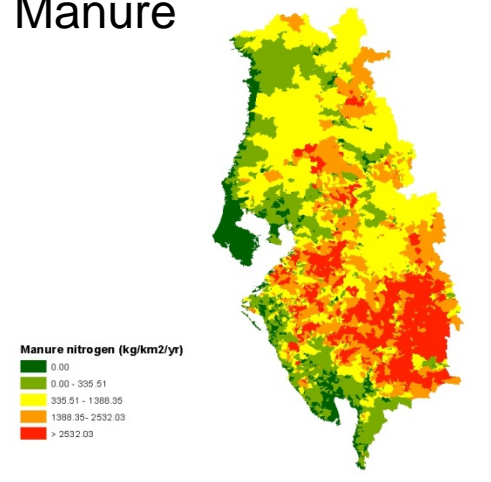 Manure
Manure nitrogen (kg/km2/yr)
0.00
0.00 - 335.51
335.51 - 1388.35
1388.35- 2532.03
> 2532.03